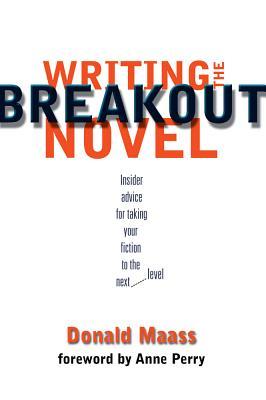 WRITING THE
BREAKOUT
NOVEL
Insider
advice
for taking
your
fiction
to the
next level
Donald Maass
foreword by Anne Perry